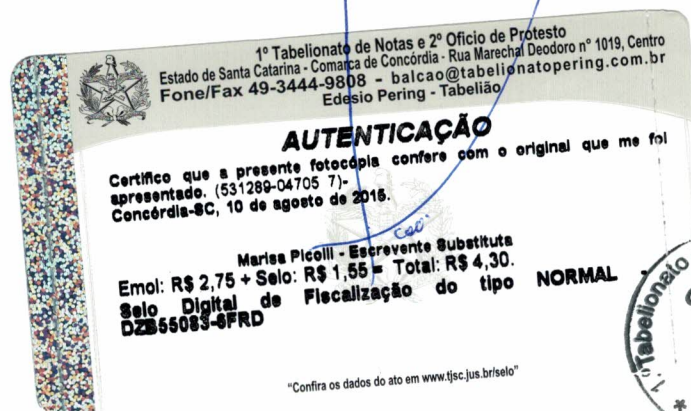 1º Tabelionato de Notas e 2º Oficio de Protesto
Estado de Santa Catarina - Comarca de Concórdia - Rua Marechal Deodoro nº 1019, Centro
Fone/Fax 49-3444-9808 - balcao@tabelionatopering.com.br
Edesio Pering - Tabelião
AUTENTICAÇÃO
Certifico que a presente fotocópia confere com o original que me foi
apresentado. (531289-04705 7)-
Concórdia-SC, 10 de agosto de 2015.
Marisa Picolli - Escrevente Substituta
Emol: R$ 2,75 + Selo: R$ 1,55 = Total: R$ 4,30.
Selo Digital de Fiscalização do tipo NORMAL -
DZB55083-6FRD
"Confira os dados do ato em www.tjsc.jus.br/selo"
1.º Tabelionato